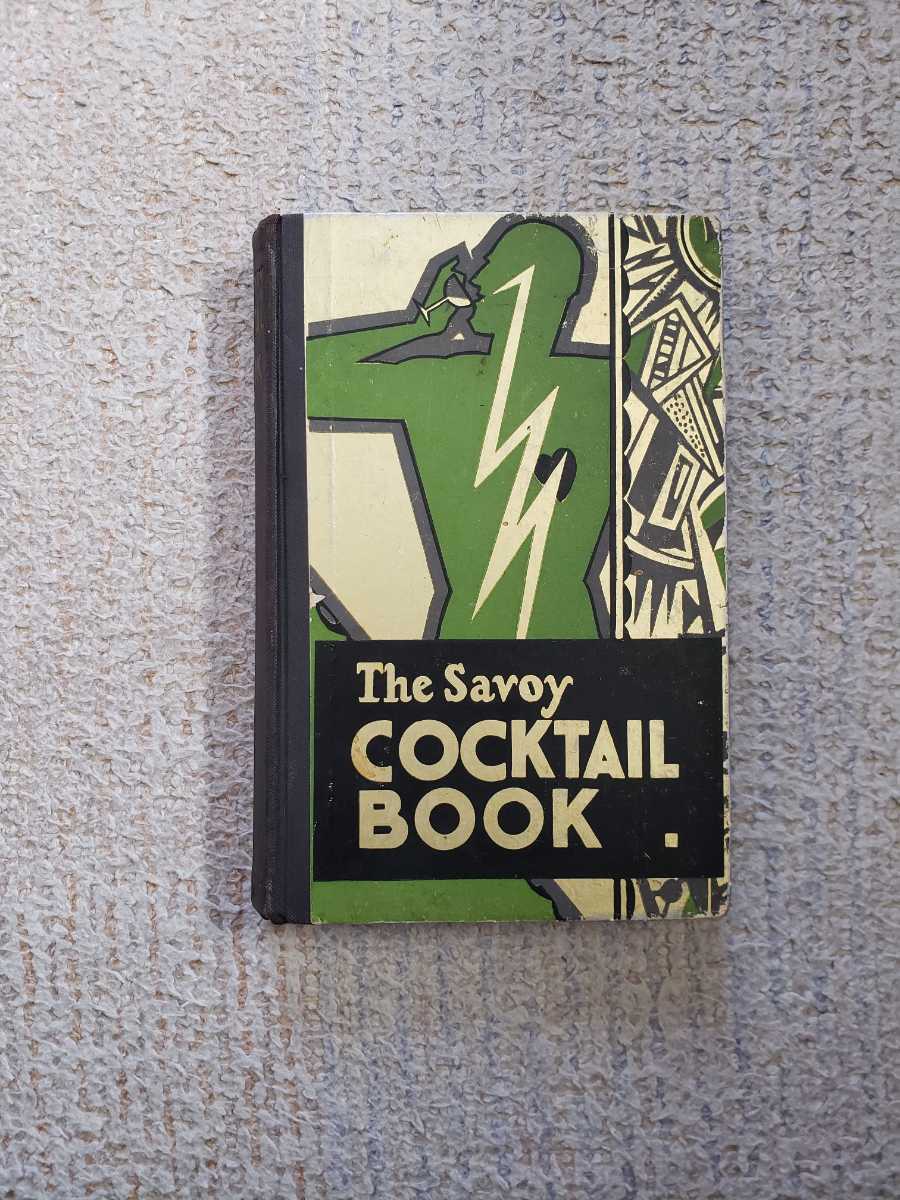 The Savoy
COCKTAIL
BOOK .